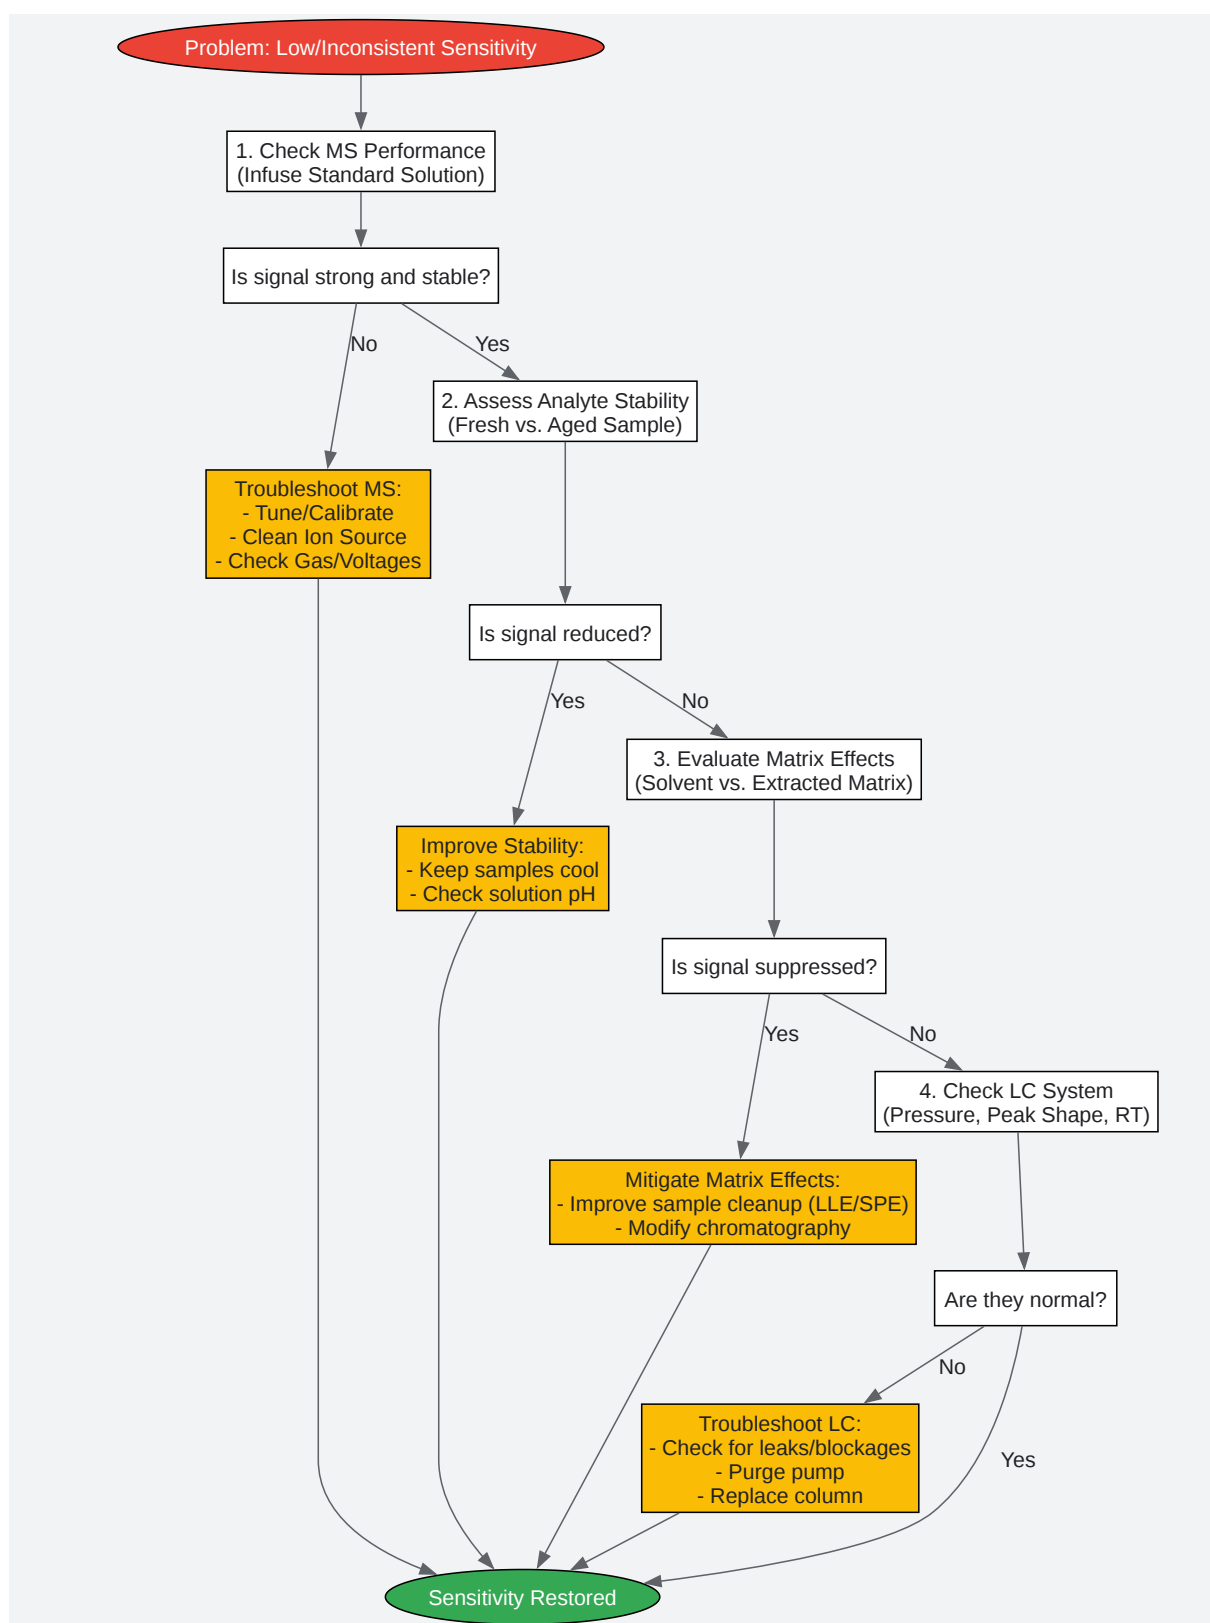 Problem: Low/Inconsistent Sensitivity
1. Check MS Performance
(Infuse Standard Solution)
Is signal strong and stable?
No
Yes
2. Assess Analyte Stability
(Fresh vs. Aged Sample)
Troubleshoot MS:
- Tune/Calibrate
- Clean Ion Source
- Check Gas/Voltages
Is signal reduced?
Yes
No
3. Evaluate Matrix Effects
(Solvent vs. Extracted Matrix)
Improve Stability:
- Keep samples cool
- Check solution pH
Is signal suppressed?
Yes
No
4. Check LC System
(Pressure, Peak Shape, RT)
Mitigate Matrix Effects:
- Improve sample cleanup (LLE/SPE)
- Modify chromatography
Are they normal?
No
Troubleshoot LC:
- Check for leaks/blockages
- Purge pump
- Replace column
Yes
Sensitivity Restored